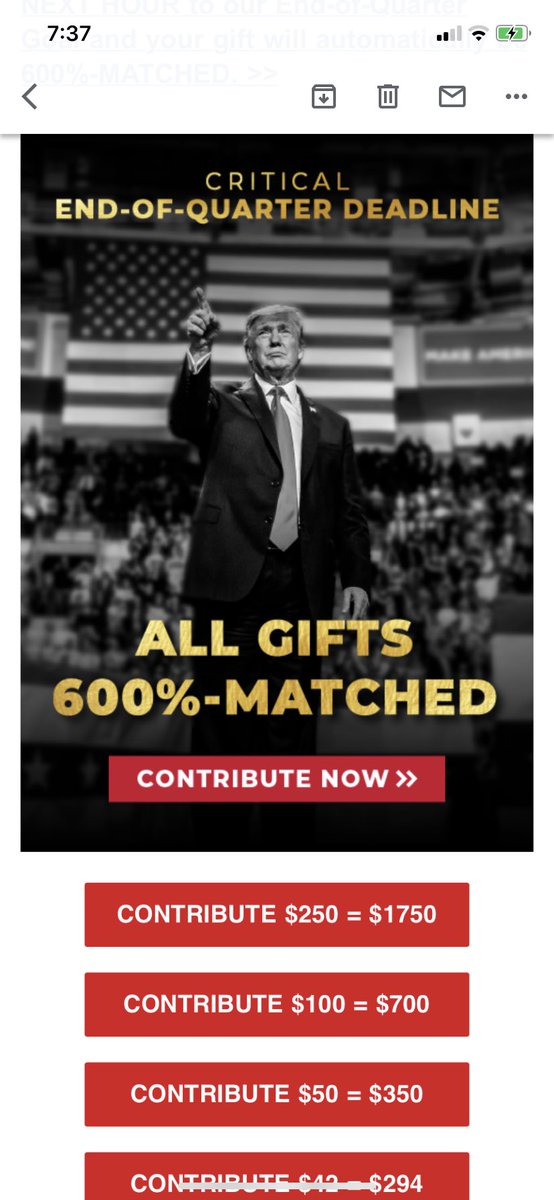 NEXT HOUR to our End-of-Quarter
7:37
Goal and your gift will automatically
600%-MATCHED. >>
CRITICAL
END-OF-QUARTER DEADLINE
MAKE AMERI
ALL GIFTS
600%-MATCHED
CONTRIBUTE NOW »
CONTRIBUTE $250 = $1750
CONTRIBUTE $100 = $700
CONTRIBUTE $50 = $350
CONTRIBUTE $42 = $294